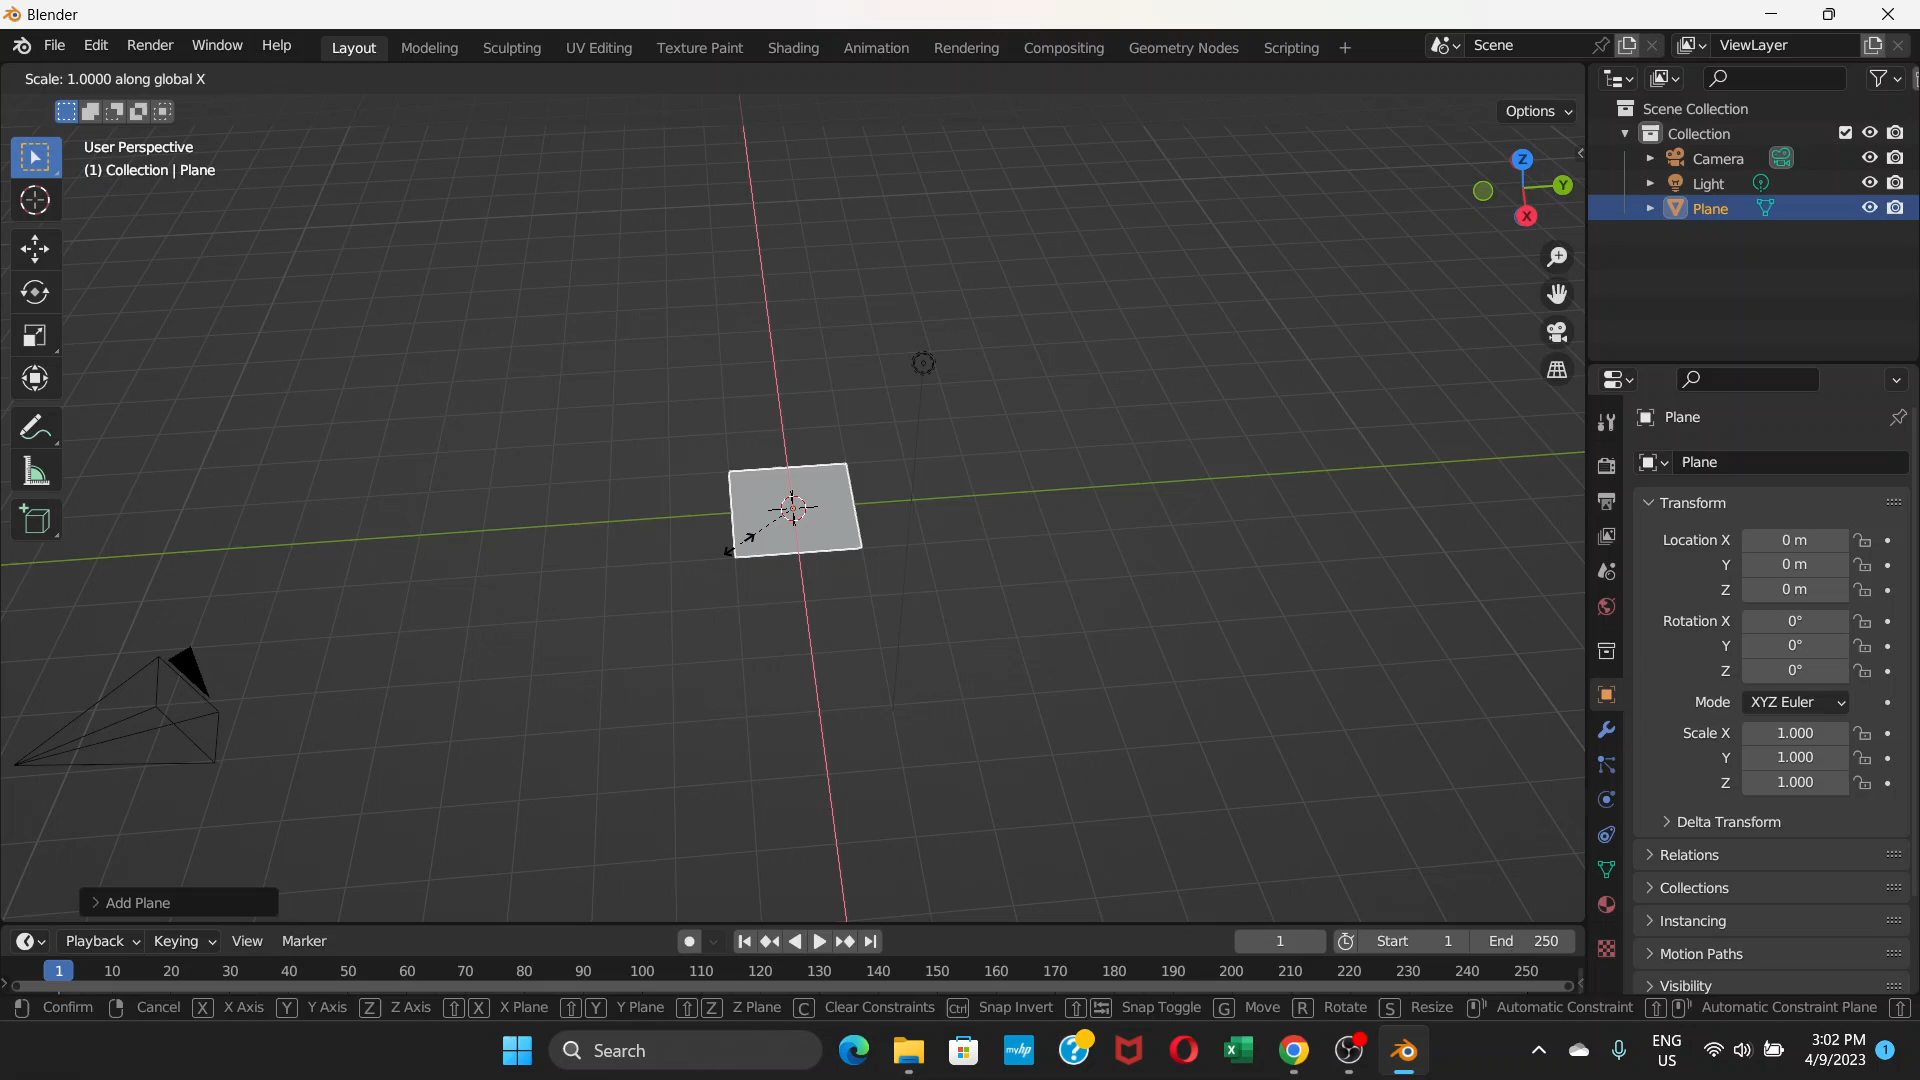 Blender
File Edit Render Window Help Layout Modeling Sculpting UV Editing Texture Paint Shading Animation Rendering Compositing Geometry Nodes Scripting + Scene ViewLayer
Scale: 1.0000 along global X
Options
User Perspective
(1) Collection | Plane
Z
Y
X
Scene Collection
Collection
Camera
Light
Plane
Plane
Plane
Transform
Location X 0 m
Y 0 m
Z 0 m
Rotation X 0°
Y 0°
Z 0°
Mode XYZ Euler
Scale X 1.000
Y 1.000
Z 1.000
Delta Transform
Relations
Collections
Instancing
Motion Paths
Visibility
Add Plane
Playback Keying View Marker 1 Start 1 End 250
1 10 20 30 40 50 60 70 80 90 100 110 120 130 140 150 160 170 180 190 200 210 220 230 240 250
Confirm Cancel X X Axis Y Y Axis Z Z Axis X X Plane Y Y Plane Z Z Plane C Clear Constraints Ctrl Snap Invert Snap Toggle G Move R Rotate S Resize Automatic Constraint Automatic Constraint Plane
Search myhp ENG US 3:02 PM 4/9/2023 1